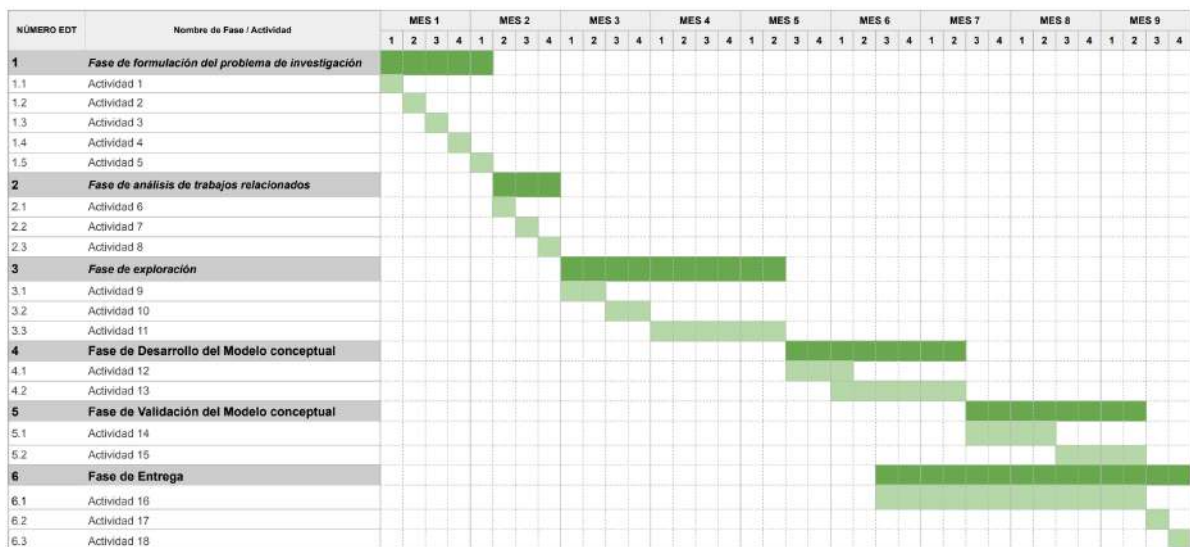 NÚMERO EDT Nombre de Fase / Actividad MES 1 MES 2 MES 3 MES 4 MES 5 MES 6 MES 7 MES 8 MES 9
1 2 3 4 1 2 3 4 1 2 3 4 1 2 3 4 1 2 3 4 1 2 3 4 1 2 3 4 1 2 3 4 1 2 3 4
1 Fase de formulación del problema de investigación
1.1 Actividad 1
1.2 Actividad 2
1.3 Actividad 3
1.4 Actividad 4
1.5 Actividad 5
2 Fase de análisis de trabajos relacionados
2.1 Actividad 6
2.2 Actividad 7
2.3 Actividad 8
3 Fase de exploración
3.1 Actividad 9
3.2 Actividad 10
3.3 Actividad 11
4 Fase de Desarrollo del Modelo conceptual
4.1 Actividad 12
4.2 Actividad 13
5 Fase de Validación del Modelo conceptual
5.1 Actividad 14
5.2 Actividad 15
6 Fase de Entrega
6.1 Actividad 16
6.2 Actividad 17
6.3 Actividad 18